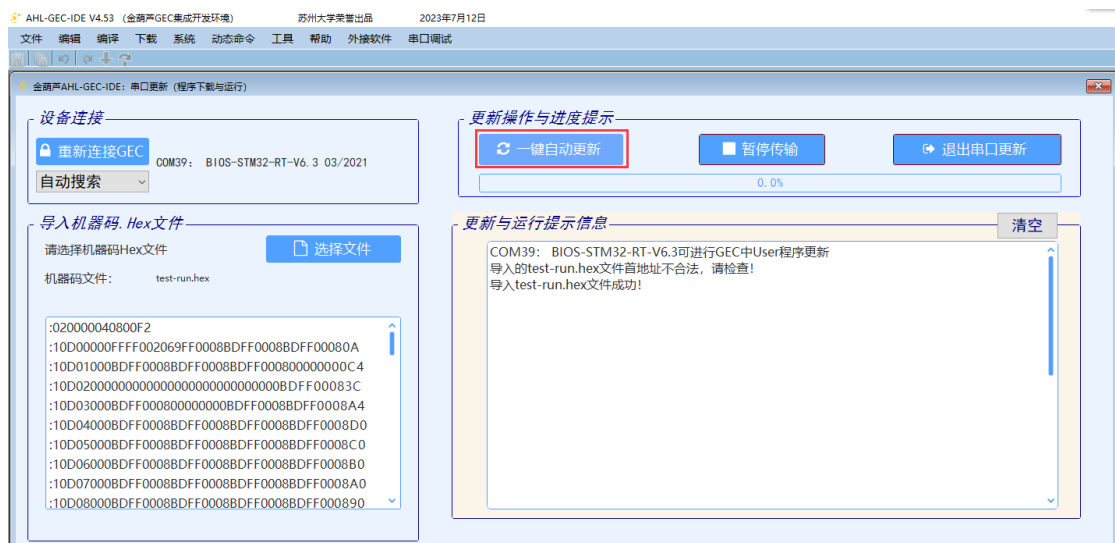 AHL-GEC-IDE V4.53 （金葫芦GEC集成开发环境） 苏州大学荣誉出品 2023年7月12日
文件 编辑 编译 下载 系统 动态命令 工具 帮助 外接软件 串口调试
金葫芦AHL-GEC-IDE：串口更新（程序下载与运行）
设备连接
重新连接GEC
COM39： BIOS-STM32-RT-V6.3 03/2021
自动搜索
更新操作与进度提示
一键自动更新
暂停传输
退出串口更新
0.0%
导入机器码.Hex文件
请选择机器码Hex文件
选择文件
机器码文件： test-run.hex
:020000040800F2
:10D00000FFFF002069FF0008BDFF0008BDFF00080A
:10D01000BDFF0008BDFF0008BDFF000800000000C4
:10D02000000000000000000000000000BDFF00083C
:10D03000BDFF000800000000BDFF0008BDFF0008A4
:10D04000BDFF0008BDFF0008BDFF0008BDFF0008D0
:10D05000BDFF0008BDFF0008BDFF0008BDFF0008C0
:10D06000BDFF0008BDFF0008BDFF0008BDFF0008B0
:10D07000BDFF0008BDFF0008BDFF0008BDFF0008A0
:10D08000BDFF0008BDFF0008BDFF0008BDFF000890
更新与运行提示信息
清空
COM39： BIOS-STM32-RT-V6.3可进行GEC中User程序更新
导入的test-run.hex文件首地址不合法，请检查！
导入test-run.hex文件成功！